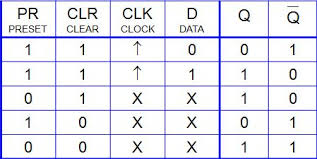 PR CLR CLK D Q Q̅
PRESET CLEAR CLOCK DATA
1 1 ↑ 0 0 1
1 1 ↑ 1 1 0
0 1 X X 1 0
1 0 X X 0 1
0 0 X X 1 1